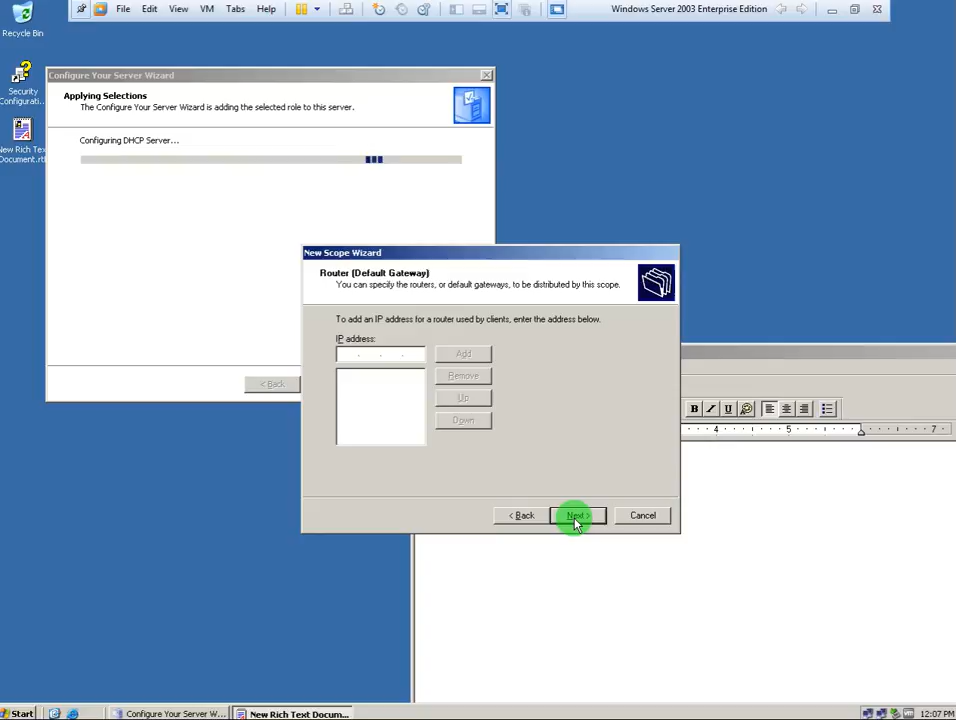 File Edit View VM Tabs Help
Windows Server 2003 Enterprise Edition
Recycle Bin
Security
Configurati...
New Rich Text
Document.rtf
Configure Your Server Wizard
Applying Selections
The Configure Your Server Wizard is adding the selected role to this server.
Configuring DHCP Server...
< Back
New Scope Wizard
Router (Default Gateway)
You can specify the routers, or default gateways, to be distributed by this scope.
To add an IP address for a router used by clients, enter the address below.
IP address:
Add
Remove
Up
Down
< Back
Next >
Cancel
B I U
4 5 7
Start
Configure Your Server W...
New Rich Text Docum...
12:07 PM